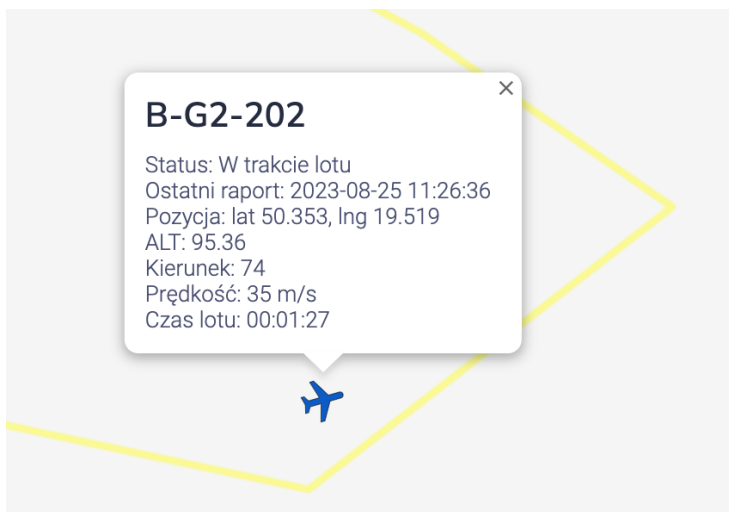 B-G2-202
Status: W trakcie lotu
Ostatni raport: 2023-08-25 11:26:36
Pozycja: lat 50.353, lng 19.519
ALT: 95.36
Kierunek: 74
Prędkość: 35 m/s
Czas lotu: 00:01:27